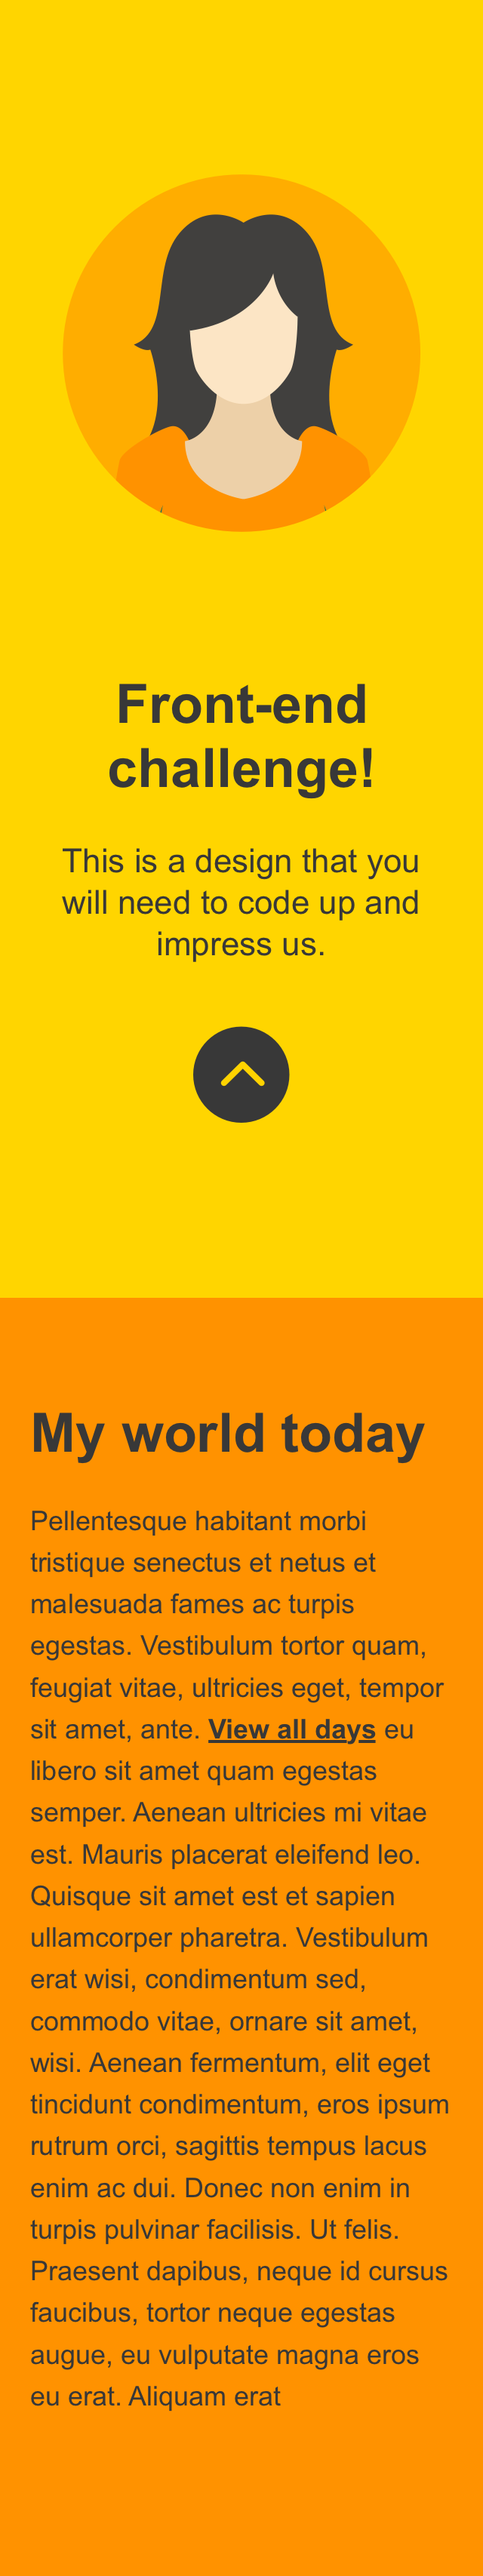 Front-end
challenge!
This is a design that you
will need to code up and
impress us.
My world today
Pellentesque habitant morbi
tristique senectus et netus et
malesuada fames ac turpis
egestas. Vestibulum tortor quam,
feugiat vitae, ultricies eget, tempor
sit amet, ante. View all days eu
libero sit amet quam egestas
semper. Aenean ultricies mi vitae
est. Mauris placerat eleifend leo.
Quisque sit amet est et sapien
ullamcorper pharetra. Vestibulum
erat wisi, condimentum sed,
commodo vitae, ornare sit amet,
wisi. Aenean fermentum, elit eget
tincidunt condimentum, eros ipsum
rutrum orci, sagittis tempus lacus
enim ac dui. Donec non enim in
turpis pulvinar facilisis. Ut felis.
Praesent dapibus, neque id cursus
faucibus, tortor neque egestas
augue, eu vulputate magna eros
eu erat. Aliquam erat